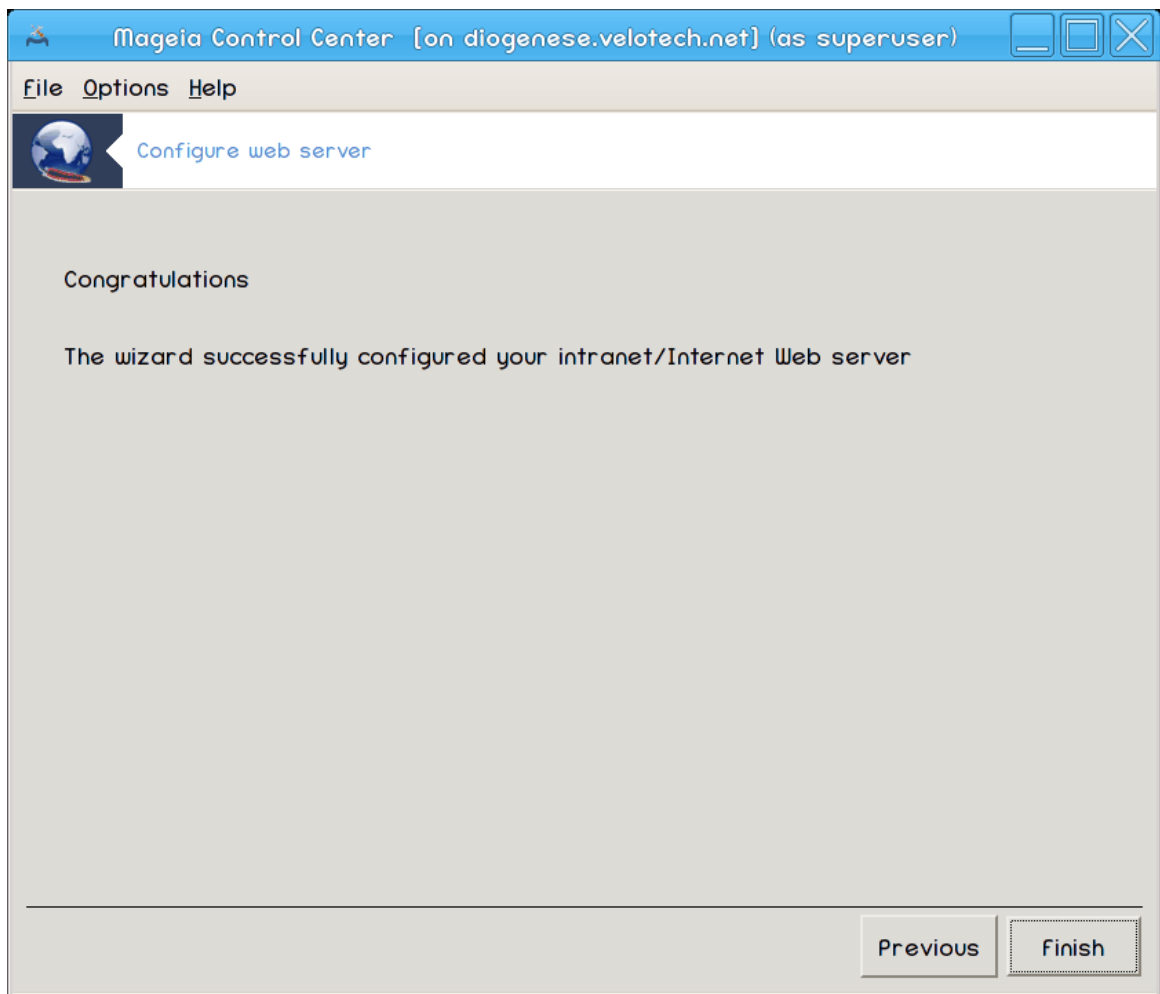 Mageia Control Center [on diogenese.velotech.net] (as superuser)
File Options Help
Configure web server
Congratulations
The wizard successfully configured your intranet/Internet Web server
Previous Finish